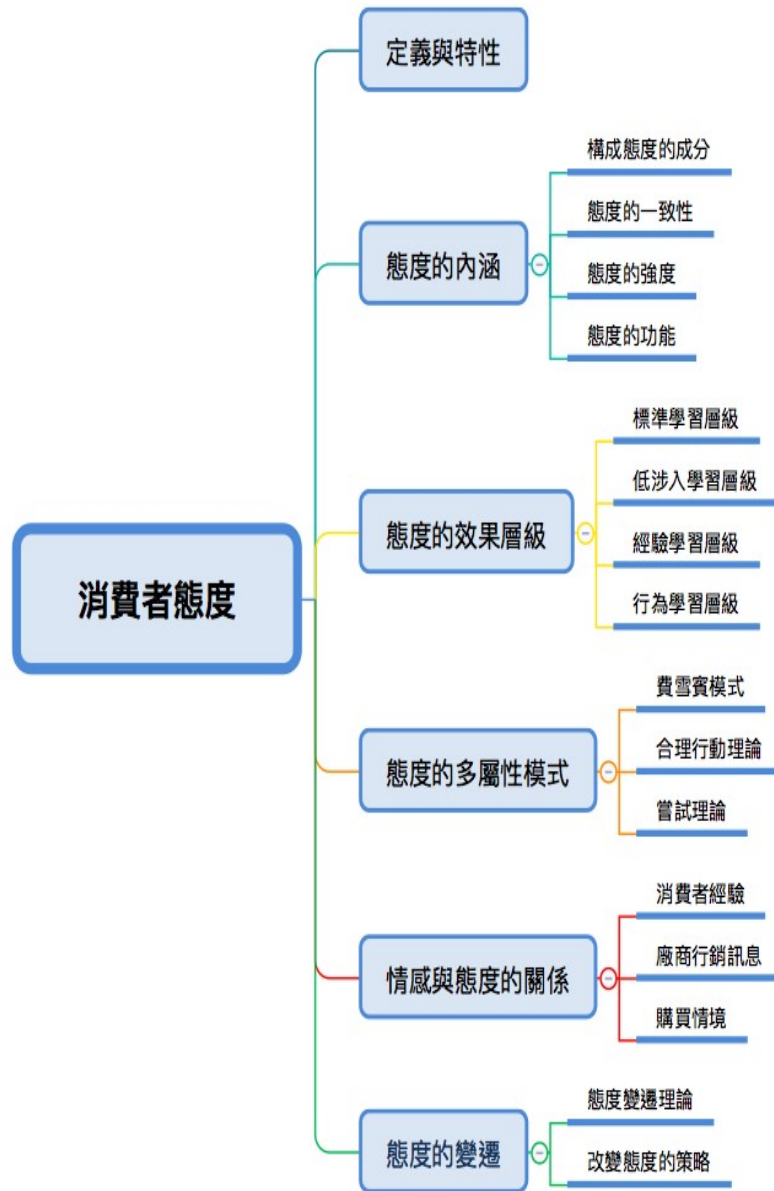 消費者態度
定義與特性
態度的內涵
構成態度的成分
態度的一致性
態度的強度
態度的功能
態度的效果層級
標準學習層級
低涉入學習層級
經驗學習層級
行為學習層級
態度的多屬性模式
費雪賓模式
合理行動理論
嘗試理論
情感與態度的關係
消費者經驗
廠商行銷訊息
購買情境
態度的變遷
態度變遷理論
改變態度的策略